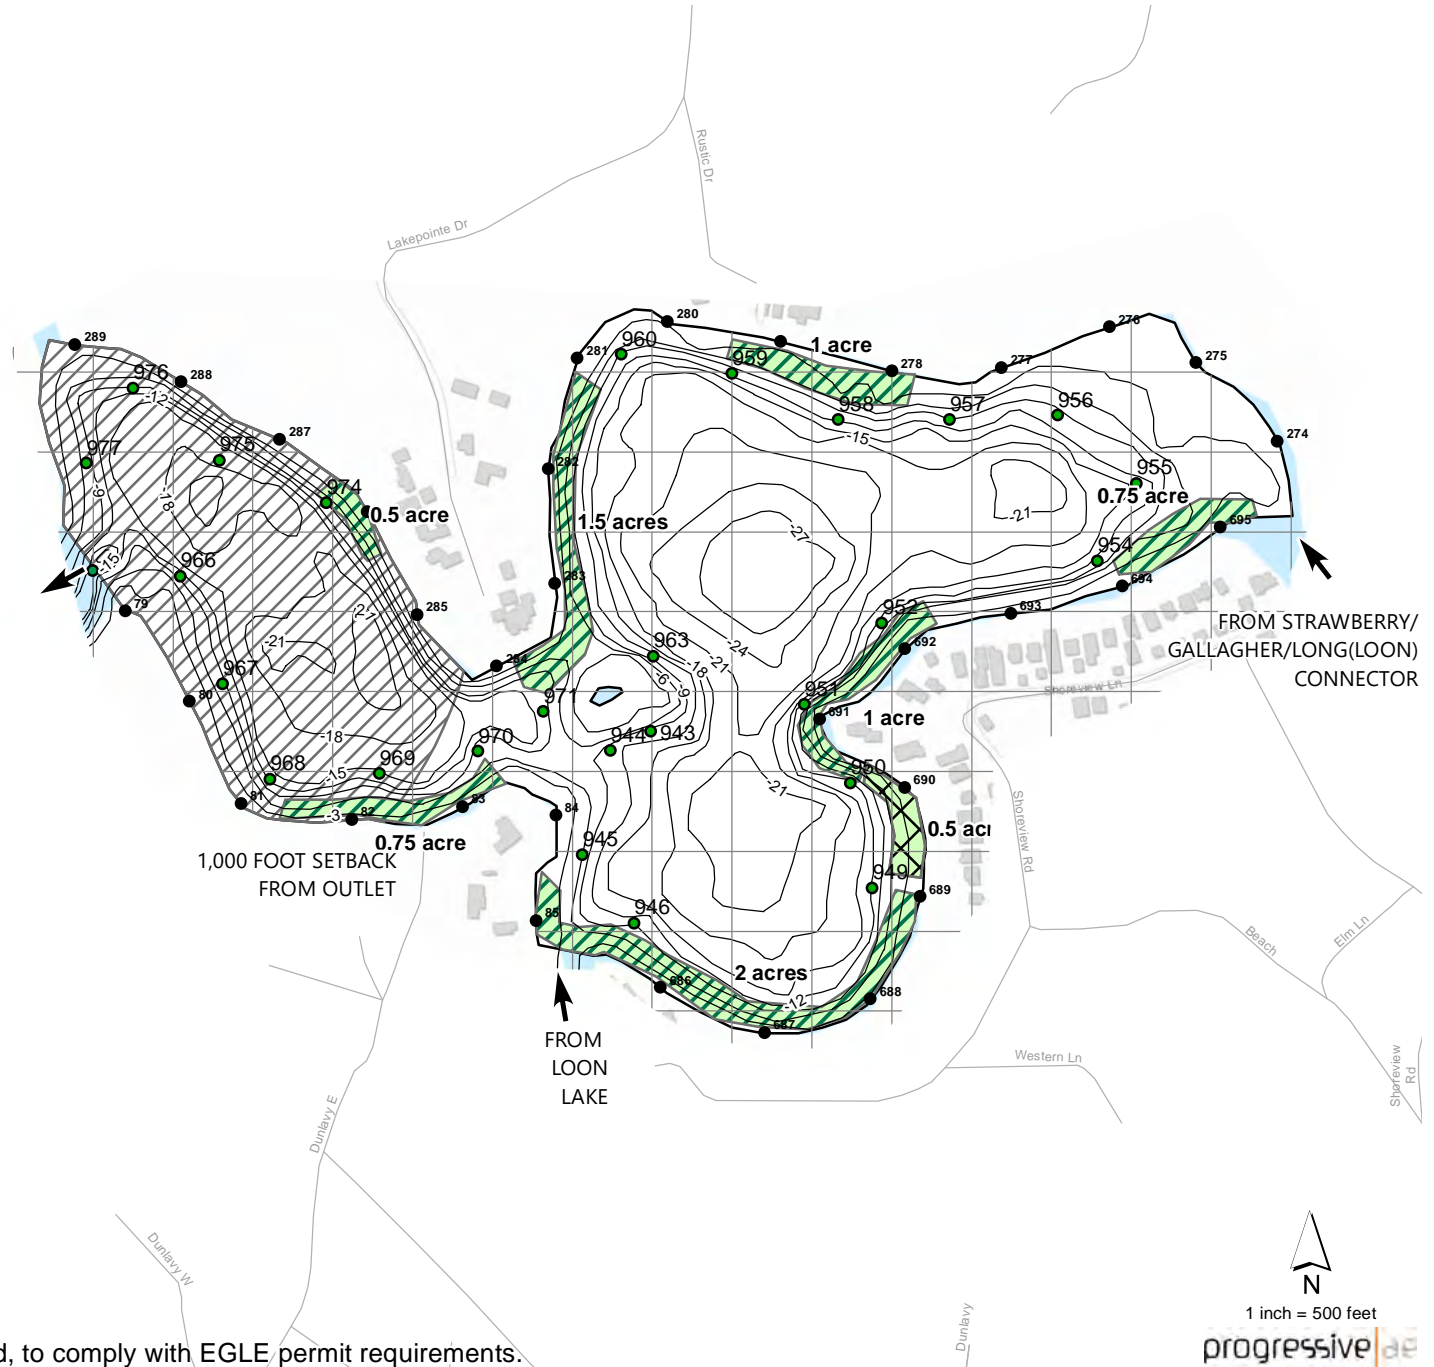 Rustic Dr
Lakepointe Dr
280
289
276
281
960
1 acre
277
275
959
278
976
288
956
958
957
-12
-15
274
287
975
977
282
955
974
0.75 acre
-6
-18
0.5 acre
1.5 acres
-21
695
-27
954
-15
966
283
694
79
285
-21
952
693
FROM STRAWBERRY/
GALLAGHER/LONG(LOON)
CONNECTOR
-21
-24
963
692
-21
284
-18
967
-6
-9
Shoreview Ln
80
971
951
691
1 acre
-18
970
944
943
968
-15
969
950
690
-21
81
83
84
Shoreview Rd
-3
82
0.5 acr
0.75 acre
945
1,000 FOOT SETBACK
FROM OUTLET
949
689
946
85
Beach
Elm Ln
2 acres
686
-12
688
687
FROM
LOON
LAKE
Western Ln
Shoreview
Rd
Dunlavy E
Dunlavy W
N
1 inch = 500 feet
Dunlavy
d, to comply with EGLE permit requirements.
progressive ae